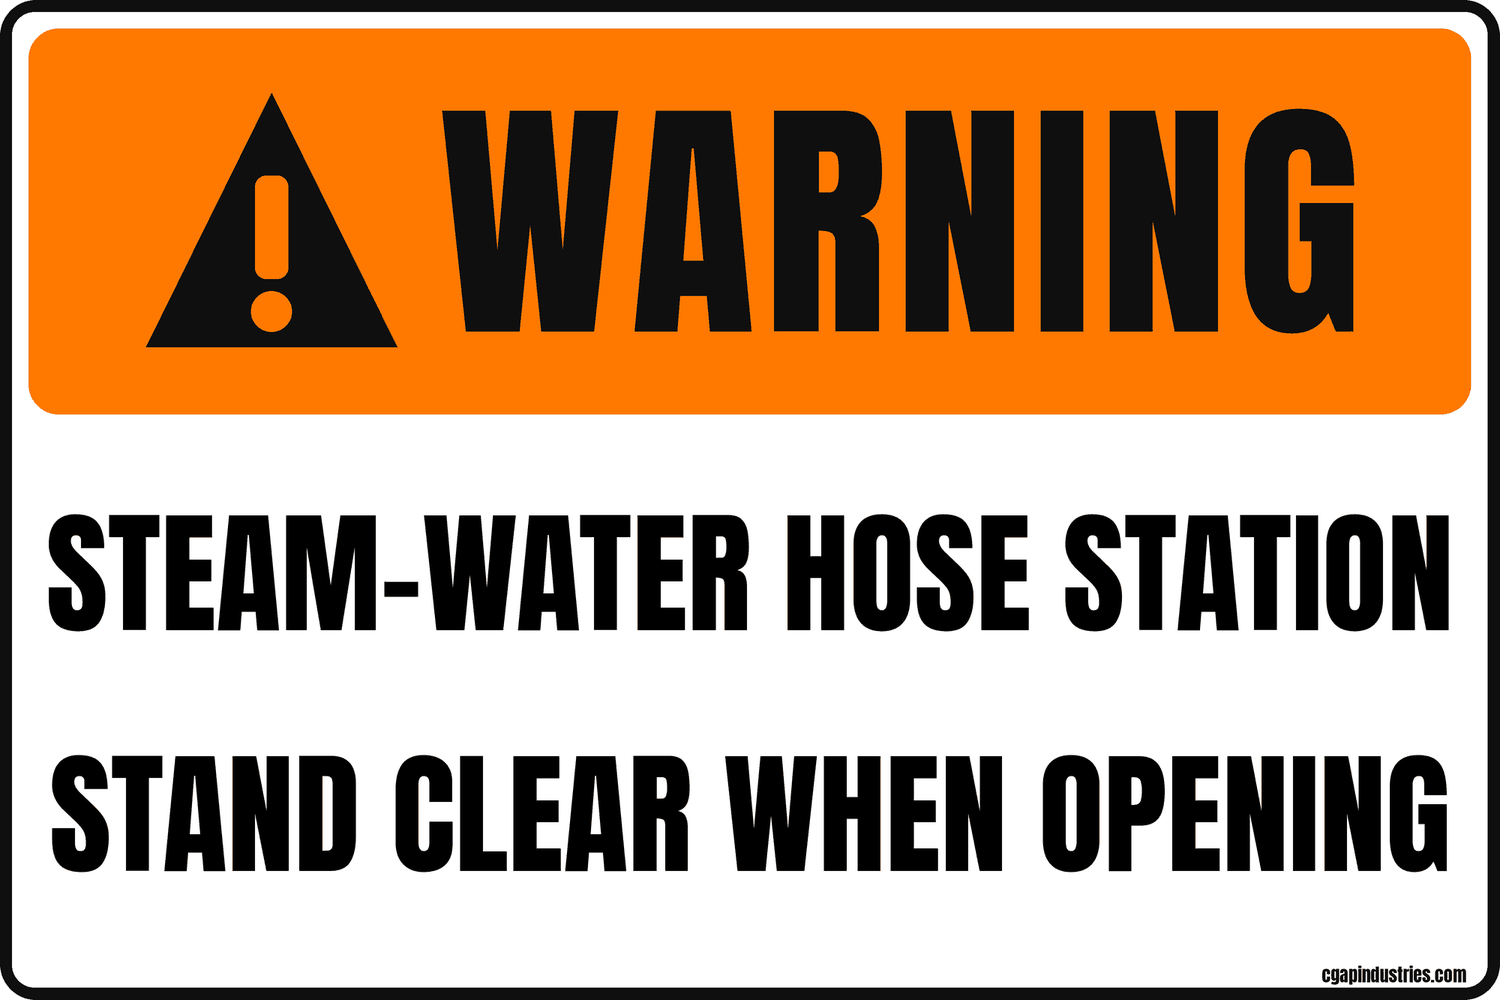 WARNING
STEAM-WATER HOSE STATION
STAND CLEAR WHEN OPENING
cgapindustries.com